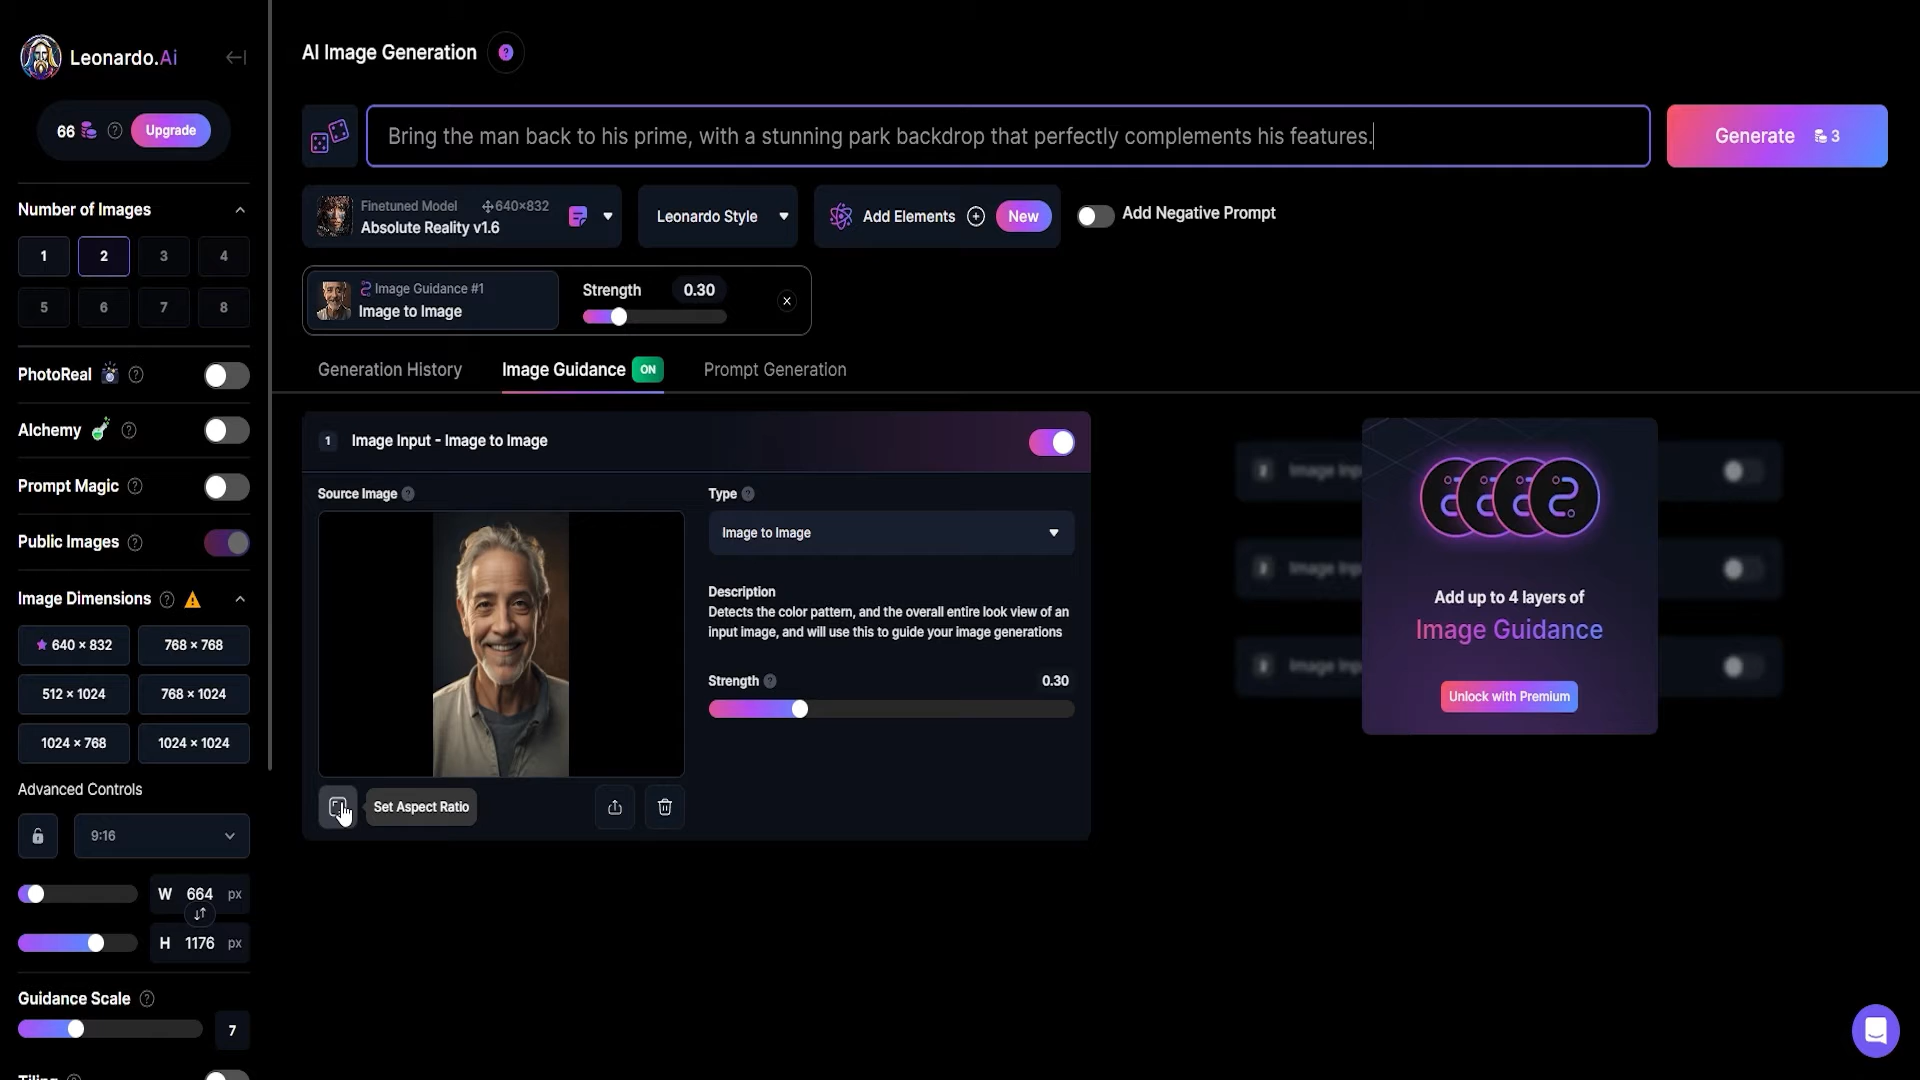 Leonardo.Ai
66 Upgrade
Number of Images
1 2 3 4
5 6 7 8
PhotoReal
Alchemy
Prompt Magic
Public Images
Image Dimensions
640 × 832 768 × 768
512 × 1024 768 × 1024
1024 × 768 1024 × 1024
Advanced Controls
9:16
W 664 px
H 1176 px
Guidance Scale
7
AI Image Generation
Bring the man back to his prime, with a stunning park backdrop that perfectly complements his features.
Generate 3
Finetuned Model 640×832
Absolute Reality v1.6
Leonardo Style
Add Elements New
Add Negative Prompt
Image Guidance #1
Image to Image
Strength 0.30
Generation History Image Guidance ON Prompt Generation
1 Image Input - Image to Image
Source Image
Type
Image to Image
Description
Detects the color pattern, and the overall entire look view of an
input image, and will use this to guide your image generations
Strength 0.30
Set Aspect Ratio
Add up to 4 layers of
Image Guidance
Unlock with Premium